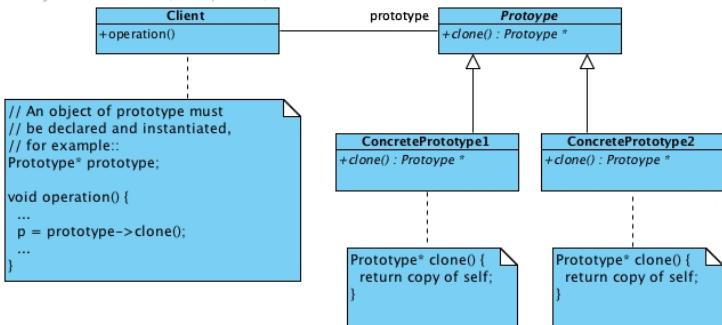 Client
+operation()
prototype
Protoype
+clone() : Protoype *
// An object of prototype must
// be declared and instantiated,
// for example::
Prototype* prototype;
void operation() {
...
p = prototype->clone();
...
}
ConcretePrototype1
+clone() : Protoype *
ConcretePrototype2
+clone() : Protoype *
Prototype* clone() {
return copy of self;
}
Prototype* clone() {
return copy of self;
}